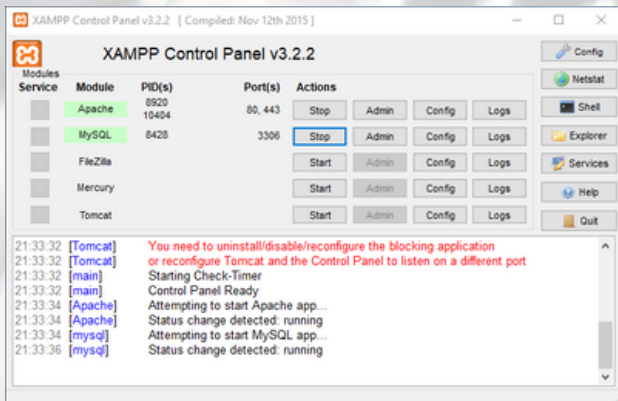 XAMPP Control Panel v3.2.2 [ Compiled: Nov 12th 2015 ]
XAMPP Control Panel v3.2.2
Config
Modules
Service Module PID(s) Port(s) Actions
Netstat
Apache 8920 10404 80, 443 Stop Admin Config Logs
Shell
MySQL 8428 3306 Stop Admin Config Logs
Explorer
FileZilla Start Admin Config Logs
Services
Mercury Start Admin Config Logs
Help
Tomcat Start Admin Config Logs
Quit
21:33:32 [Tomcat] You need to uninstall/disable/reconfigure the blocking application
21:33:32 [Tomcat] or reconfigure Tomcat and the Control Panel to listen on a different port
21:33:32 [main] Starting Check-Timer
21:33:32 [main] Control Panel Ready
21:33:34 [Apache] Attempting to start Apache app...
21:33:34 [Apache] Status change detected: running
21:33:34 [mysql] Attempting to start MySQL app...
21:33:36 [mysql] Status change detected: running